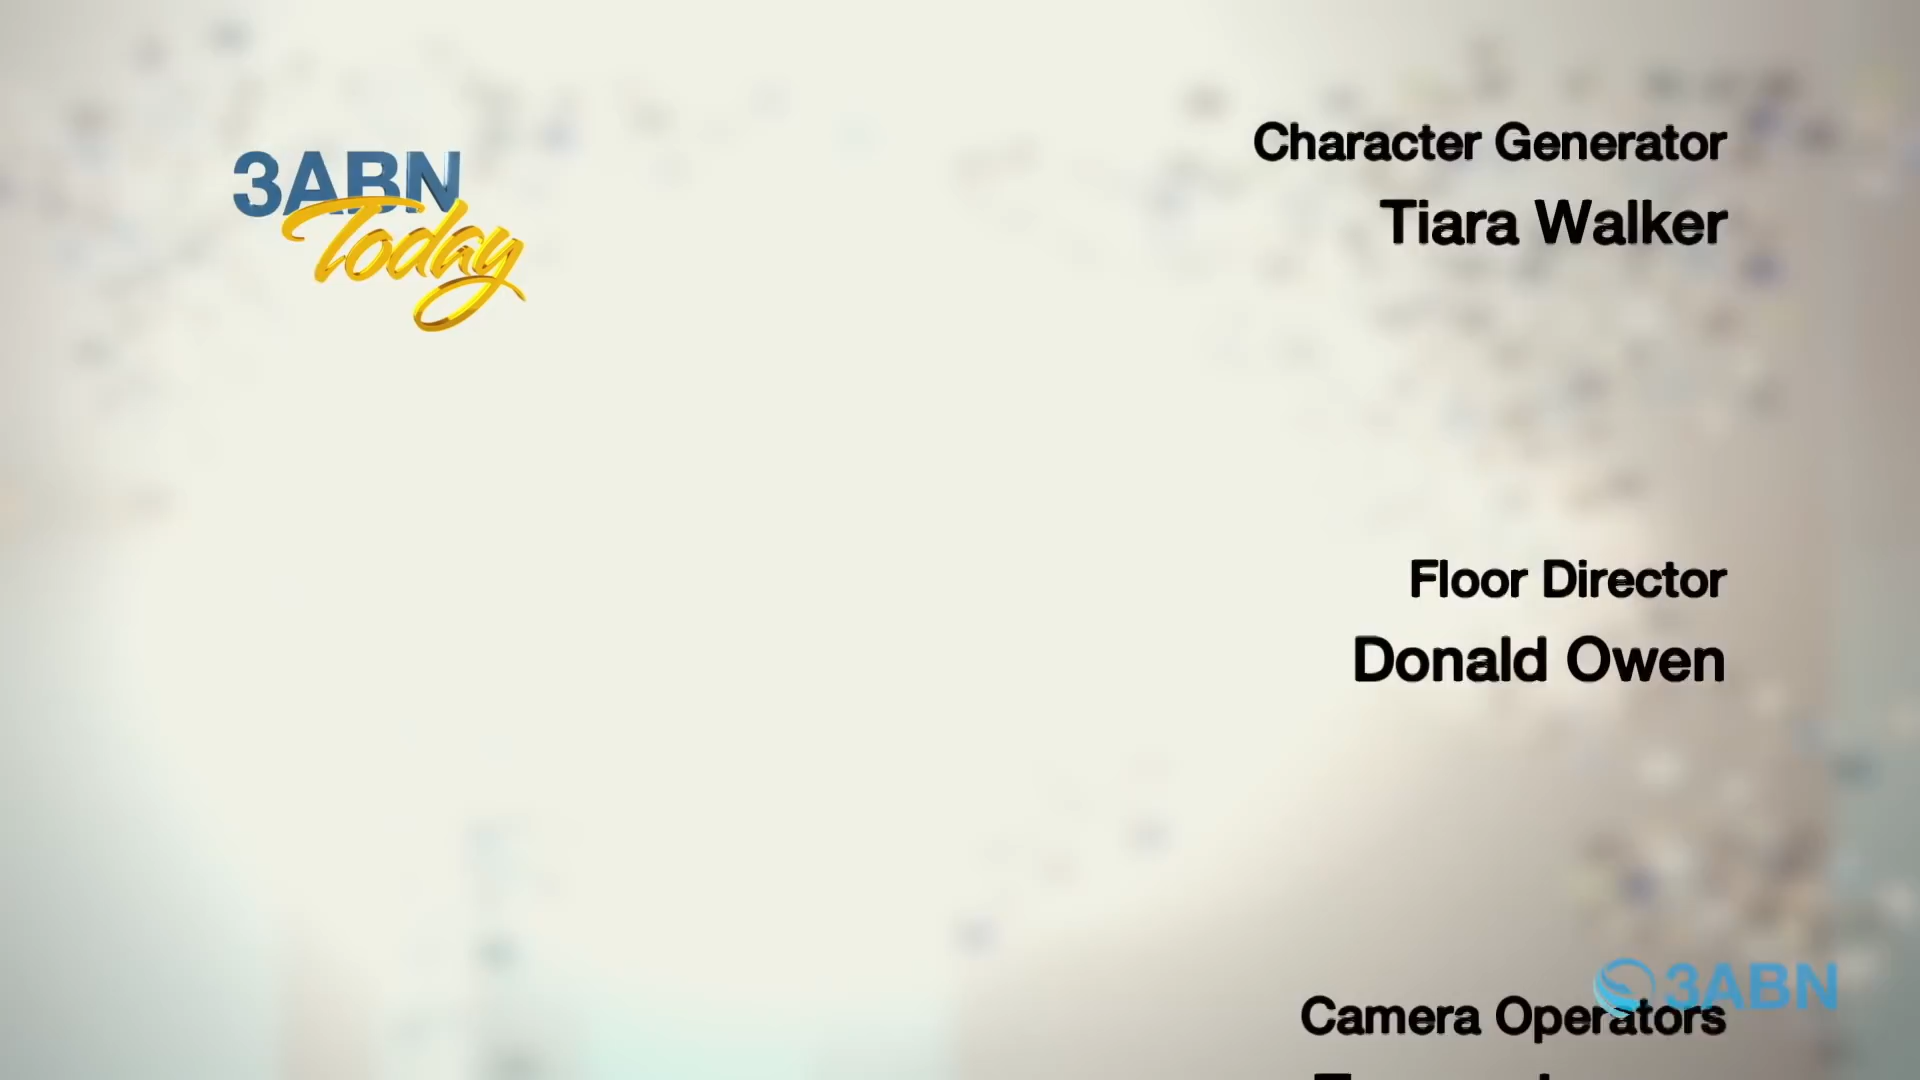 3ABN
Today
Character Generator
Tiara Walker
Floor Director
Donald Owen
3ABN
Camera Operators